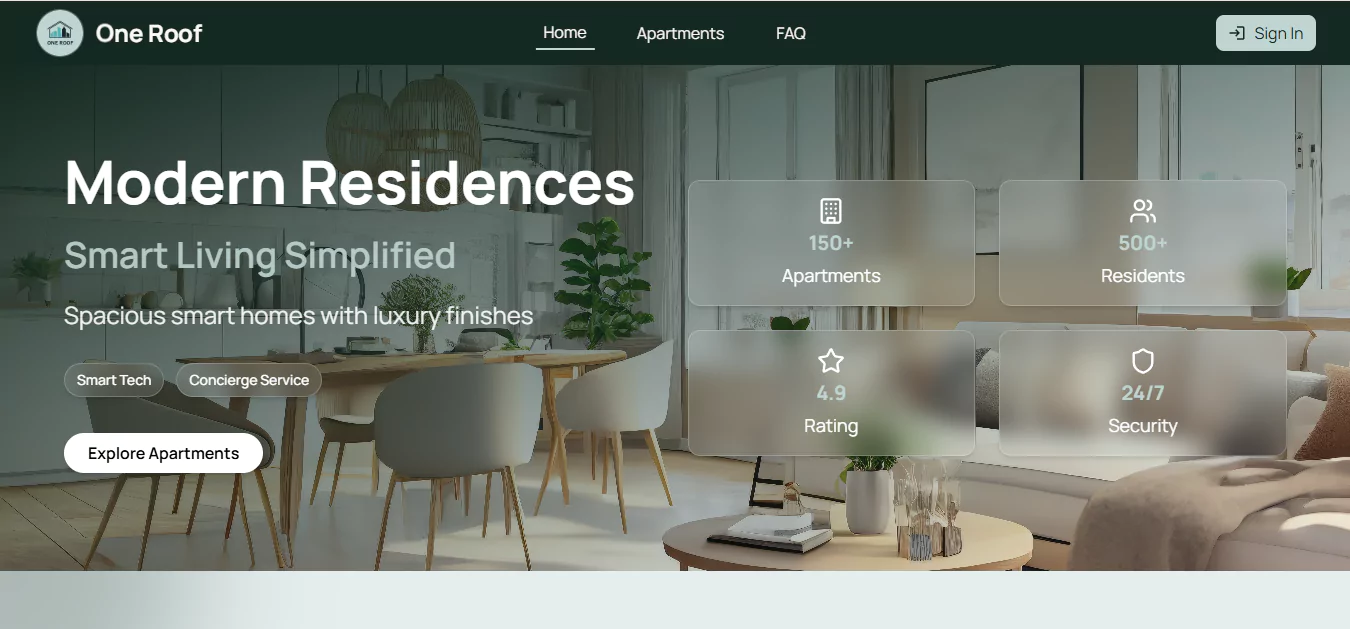 ONE ROOF
One Roof
Home
Apartments
FAQ
Sign In
Modern Residences
Smart Living Simplified
Spacious smart homes with luxury finishes
Smart Tech
Concierge Service
Explore Apartments
150+
Apartments
500+
Residents
4.9
Rating
24/7
Security